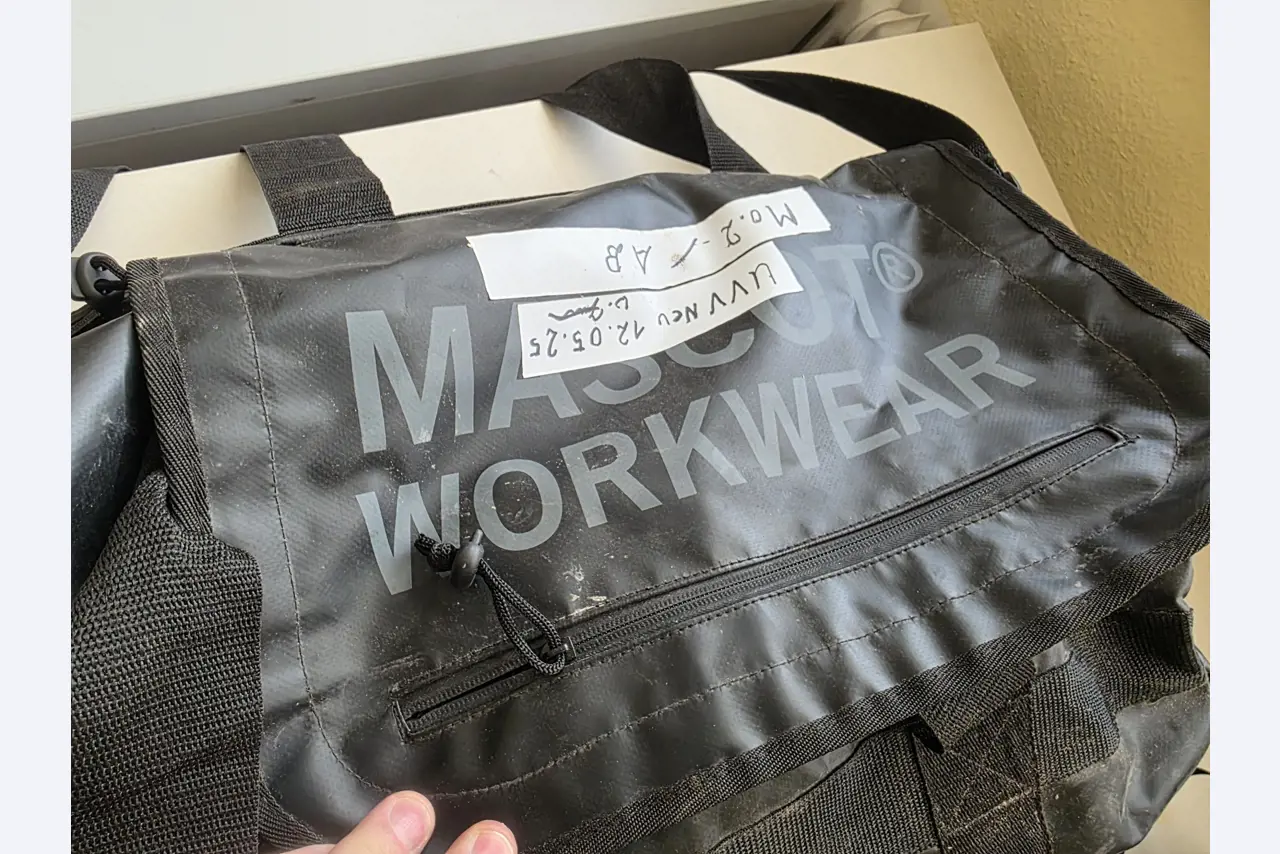 MASCOT®
WORKWEAR
Mo. 2 - AB
UVV Neu 12.05.25